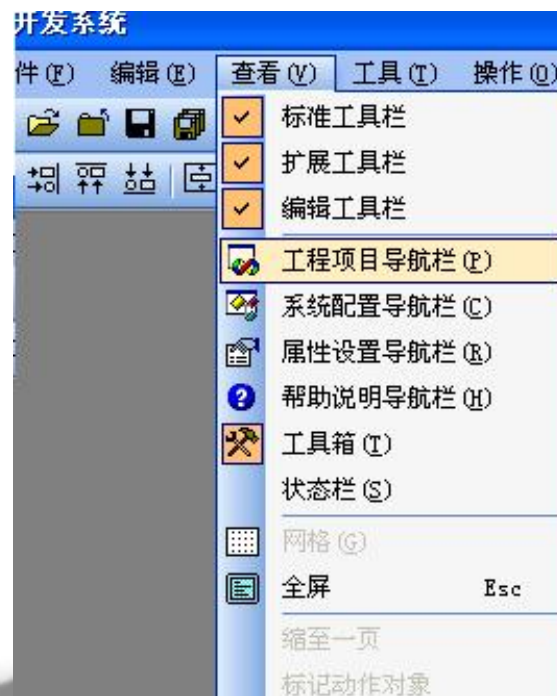 开发系统
件(F) 编辑(E) 查看(V) 工具(T) 操作(O)
标准工具栏
扩展工具栏
编辑工具栏
工程项目导航栏(P)
系统配置导航栏(C)
属性设置导航栏(R)
帮助说明导航栏(H)
工具箱(T)
状态栏(S)
网格(G)
全屏 Esc
缩至一页
标记动作对象